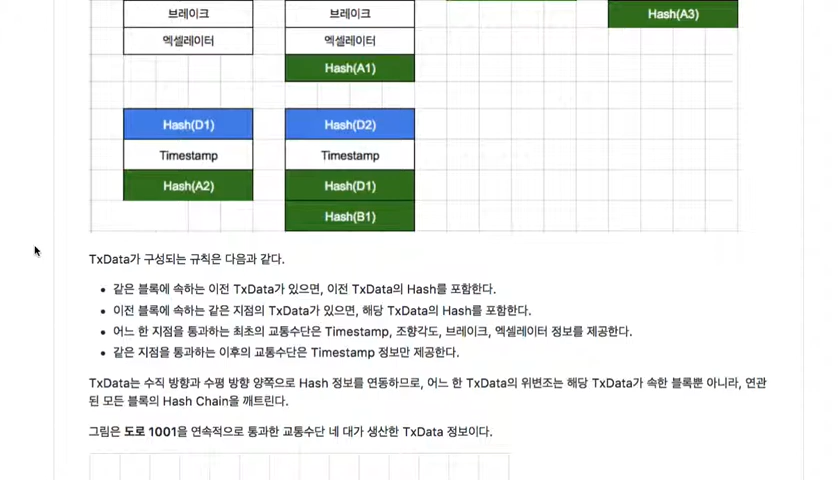 브레이크 브레이크 Hash(A3)
엑셀레이터 엑셀레이터
Hash(A1)
Hash(D1) Hash(D2)
Timestamp Timestamp
Hash(A2) Hash(D1)
Hash(B1)
TxData가 구성되는 규칙은 다음과 같다.
• 같은 블록에 속하는 이전 TxData가 있으면, 이전 TxData의 Hash를 포함한다.
• 이전 블록에 속하는 같은 지점의 TxData가 있으면, 해당 TxData의 Hash를 포함한다.
• 어느 한 지점을 통과하는 최초의 교통수단은 Timestamp, 조향각도, 브레이크, 엑셀레이터 정보를 제공한다.
• 같은 지점을 통과하는 이후의 교통수단은 Timestamp 정보만 제공한다.
TxData는 수직 방향과 수평 방향 양쪽으로 Hash 정보를 연동하므로, 어느 한 TxData의 위변조는 해당 TxData가 속한 블록뿐 아니라, 연관
된 모든 블록의 Hash Chain을 깨트린다.
그림은 도로 1001을 연속적으로 통과한 교통수단 네 대가 생산한 TxData 정보이다.